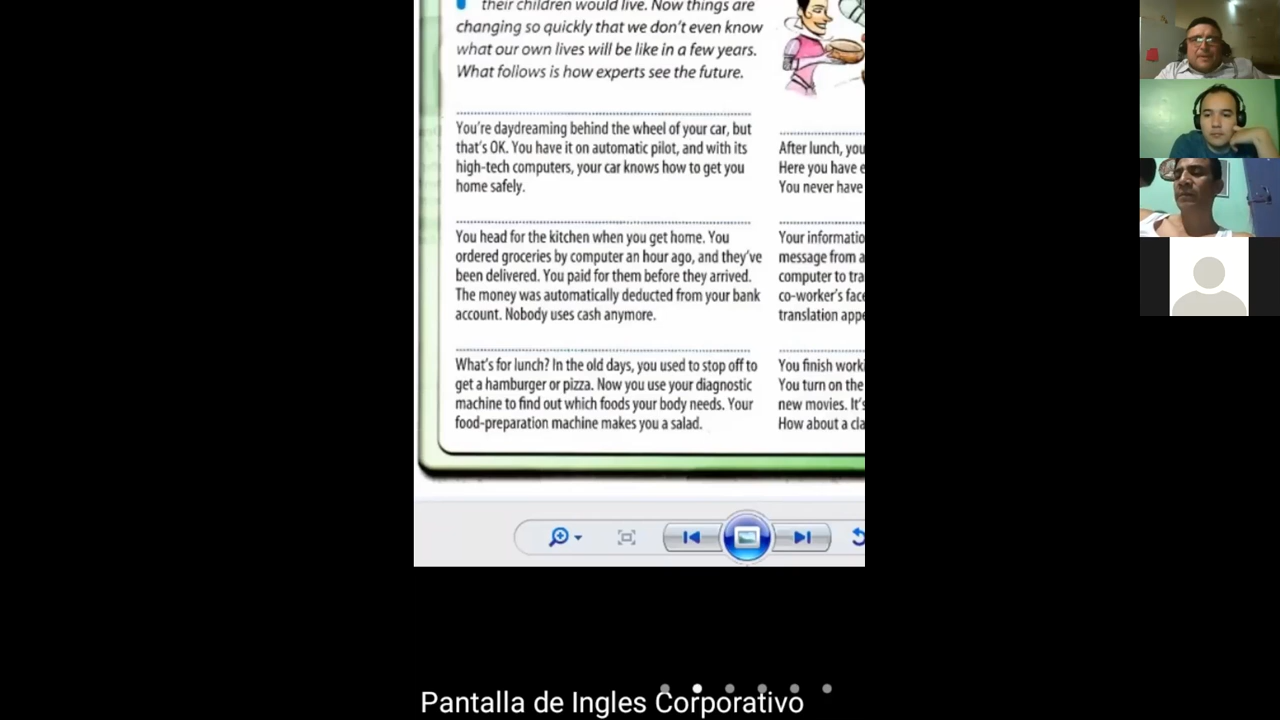 their children would live. Now things are
changing so quickly that we don't even know
what our own lives will be like in a few years.
What follows is how experts see the future.
You're daydreaming behind the wheel of your car, but
that's OK. You have it on automatic pilot, and with its
high-tech computers, your car knows how to get you
home safely.
You head for the kitchen when you get home. You
ordered groceries by computer an hour ago, and they've
been delivered. You paid for them before they arrived.
The money was automatically deducted from your bank
account. Nobody uses cash anymore.
What's for lunch? In the old days, you used to stop off to
get a hamburger or pizza. Now you use your diagnostic
machine to find out which foods your body needs. Your
food-preparation machine makes you a salad.
After lunch, you
Here you have e
You never have
Your informatio
message from a
computer to tra
co-worker's face
translation appe
You finish worki
You turn on the
new movies. It's
How about a cla
Pantalla de Ingles Corporativo